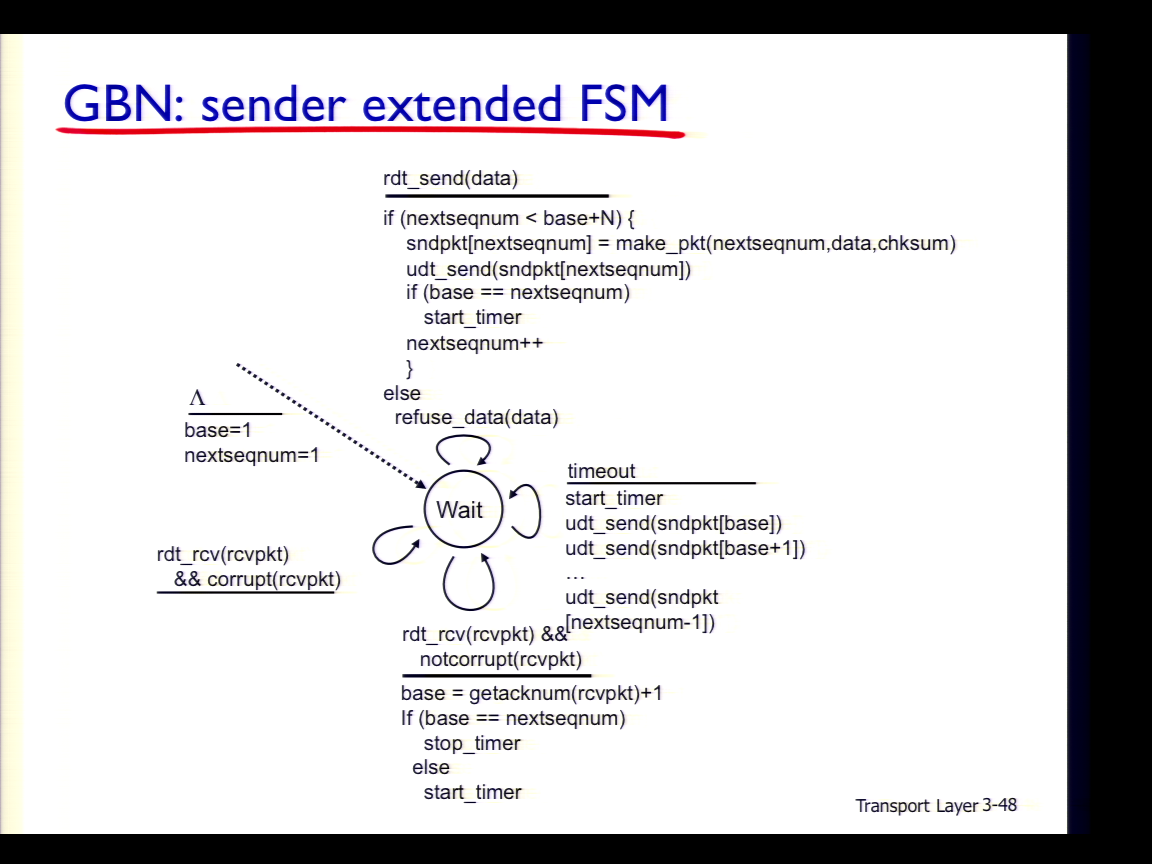 GBN: sender extended FSM
rdt_send(data)
if (nextseqnum < base+N) {
sndpkt[nextseqnum] = make_pkt(nextseqnum,data,chksum)
udt_send(sndpkt[nextseqnum])
if (base == nextseqnum)
start_timer
nextseqnum++
}
else
refuse_data(data)
Λ
base=1
nextseqnum=1
Wait
timeout
start_timer
udt_send(sndpkt[base])
udt_send(sndpkt[base+1])
…
udt_send(sndpkt
[nextseqnum-1])
rdt_rcv(rcvpkt)
&& corrupt(rcvpkt)
rdt_rcv(rcvpkt) &&
notcorrupt(rcvpkt)
base = getacknum(rcvpkt)+1
If (base == nextseqnum)
stop_timer
else
start_timer
Transport Layer 3-48